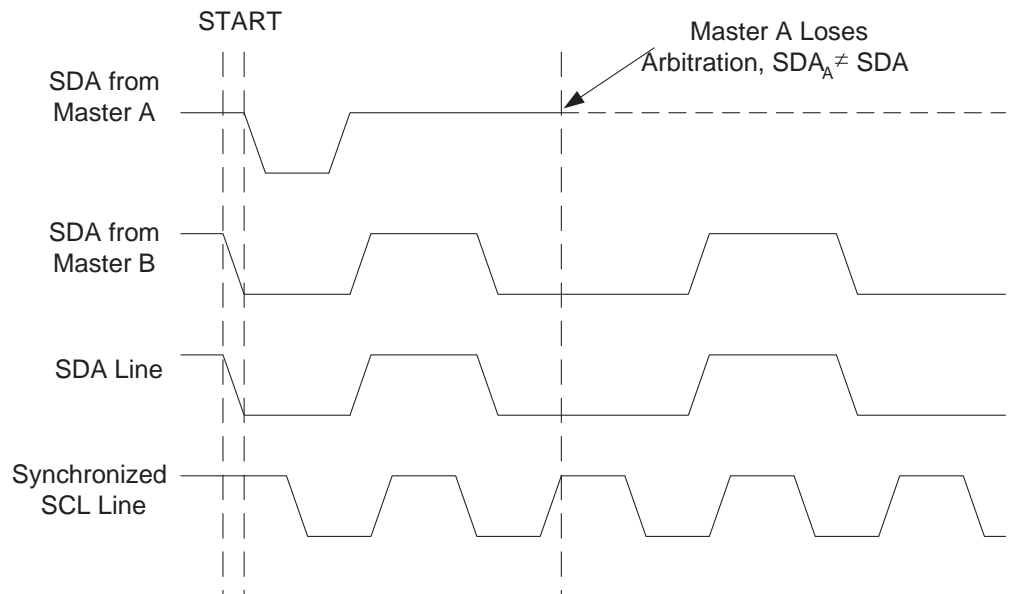 START
Master A Loses
Arbitration, SDA_A ≠ SDA
SDA from
Master A
SDA from
Master B
SDA Line
Synchronized
SCL Line